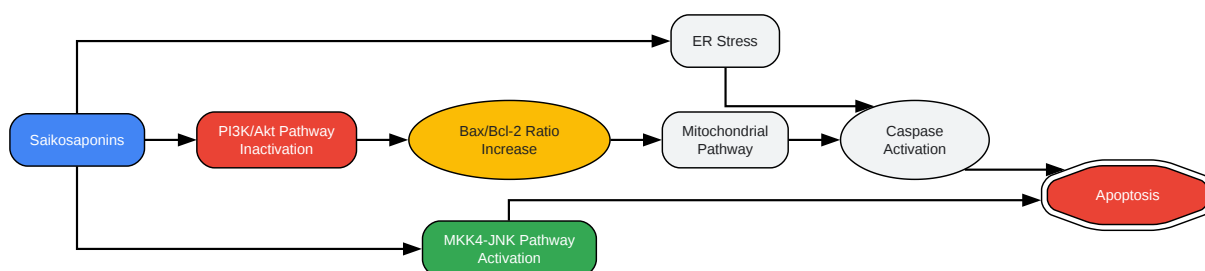 ER Stress
Saikosaponins
PI3K/Akt Pathway
Inactivation
Bax/Bcl-2 Ratio
Increase
Mitochondrial
Pathway
Caspase
Activation
Apoptosis
MKK4-JNK Pathway
Activation